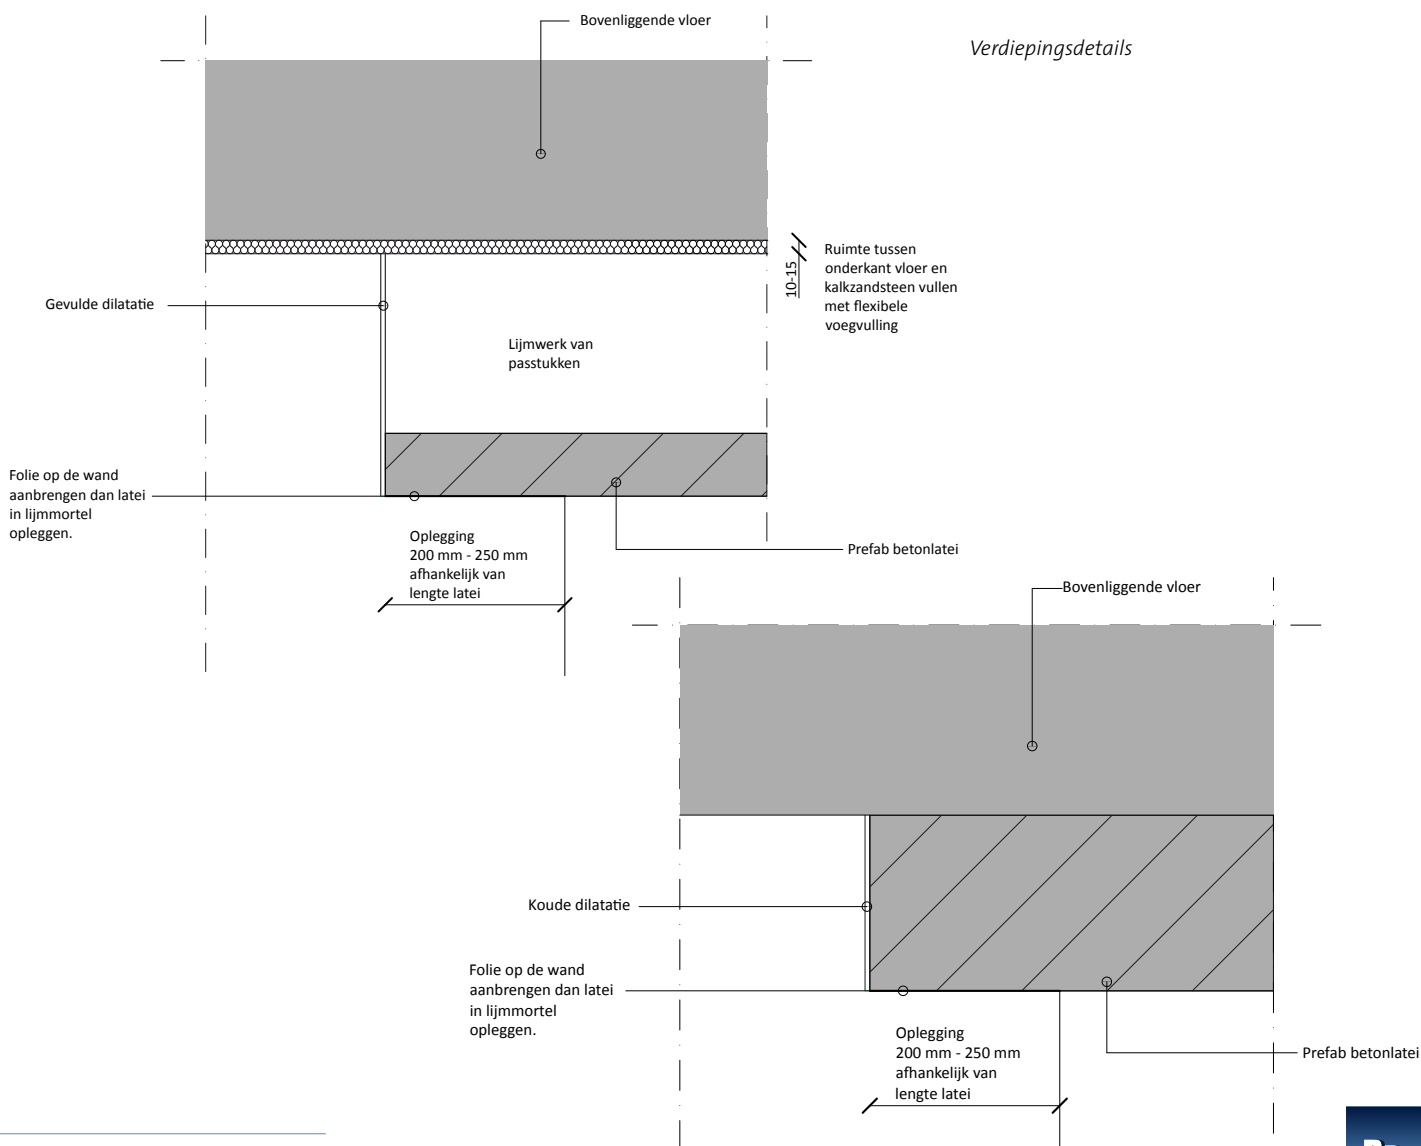 Bovenliggende vloer
Verdiepingsdetails
10-15
Ruimte tussen
onderkant vloer en
kalkzandsteen vullen
met flexibele
voegvulling
Gevulde dilatatie
Lijmwerk van
passtukken
Folie op de wand
aanbrengen dan latei
in lijmmortel
opleggen.
Oplegging
200 mm - 250 mm
afhankelijk van
lengte latei
Prefab betonlatei
Bovenliggende vloer
Koude dilatatie
Folie op de wand
aanbrengen dan latei
in lijmmortel
opleggen.
Oplegging
200 mm - 250 mm
afhankelijk van
lengte latei
Prefab betonlatei